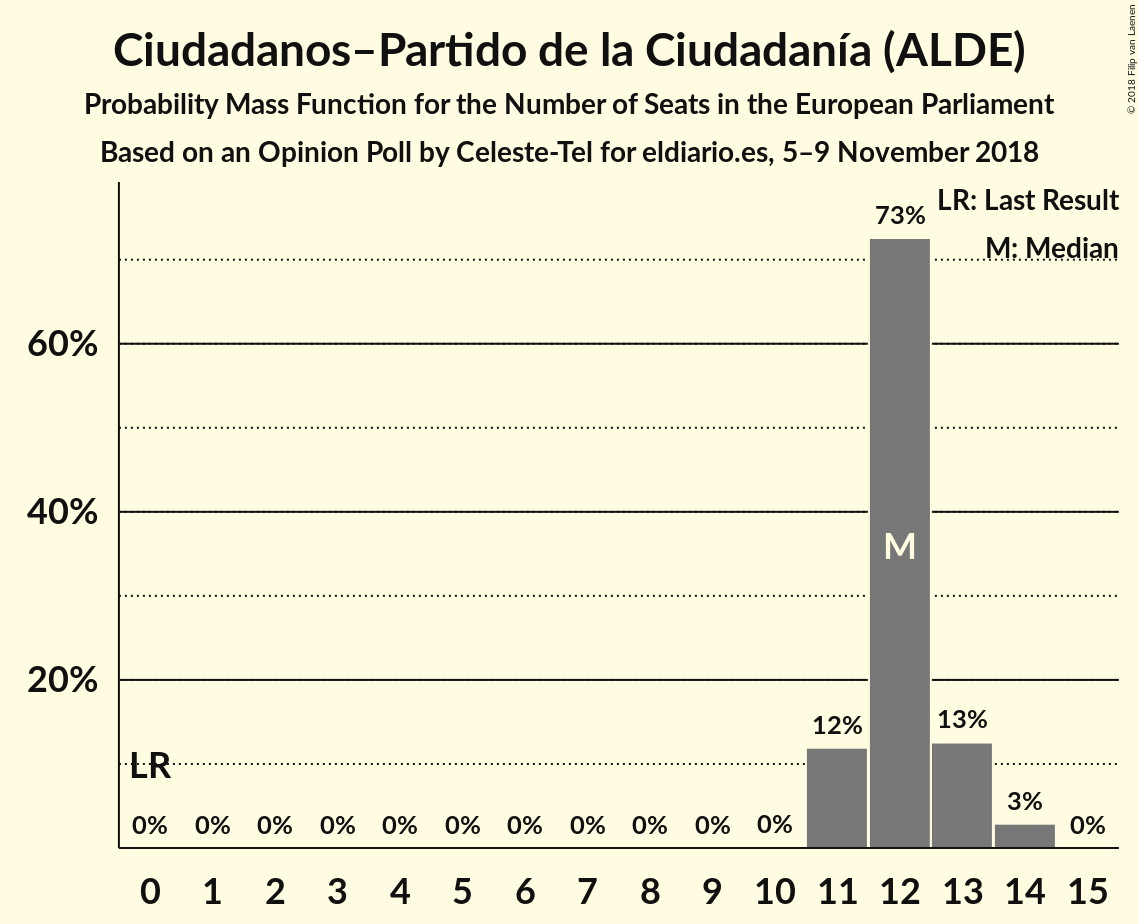 Ciudadanos–Partido de la Ciudadanía (ALDE)
Probability Mass Function for the Number of Seats in the European Parliament
Based on an Opinion Poll by Celeste-Tel for eldiario.es, 5–9 November 2018
© 2018 Filip van Laenen
LR: Last Result
M: Median
73%
60%
40%
M
20%
12% 13%
LR
3%
0% 0% 0% 0% 0% 0% 0% 0% 0% 0% 0% 0%
0 1 2 3 4 5 6 7 8 9 10 11 12 13 14 15